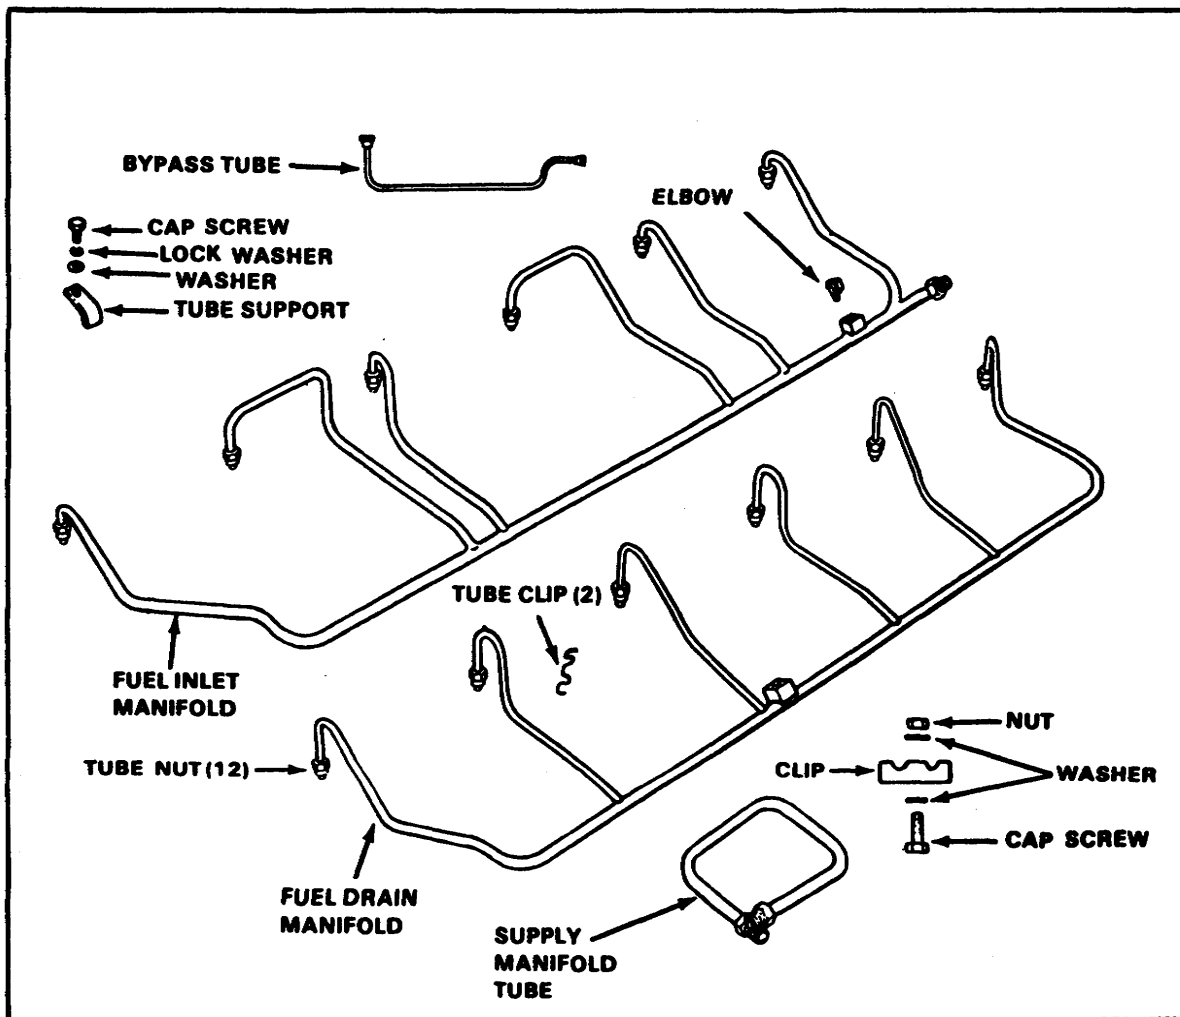 BYPASS TUBE
CAP SCREW
LOCK WASHER
WASHER
TUBE SUPPORT
ELBOW
TUBE CLIP (2)
FUEL INLET
MANIFOLD
TUBE NUT (12)
FUEL DRAIN
MANIFOLD
SUPPLY
MANIFOLD
TUBE
NUT
CLIP
WASHER
CAP SCREW